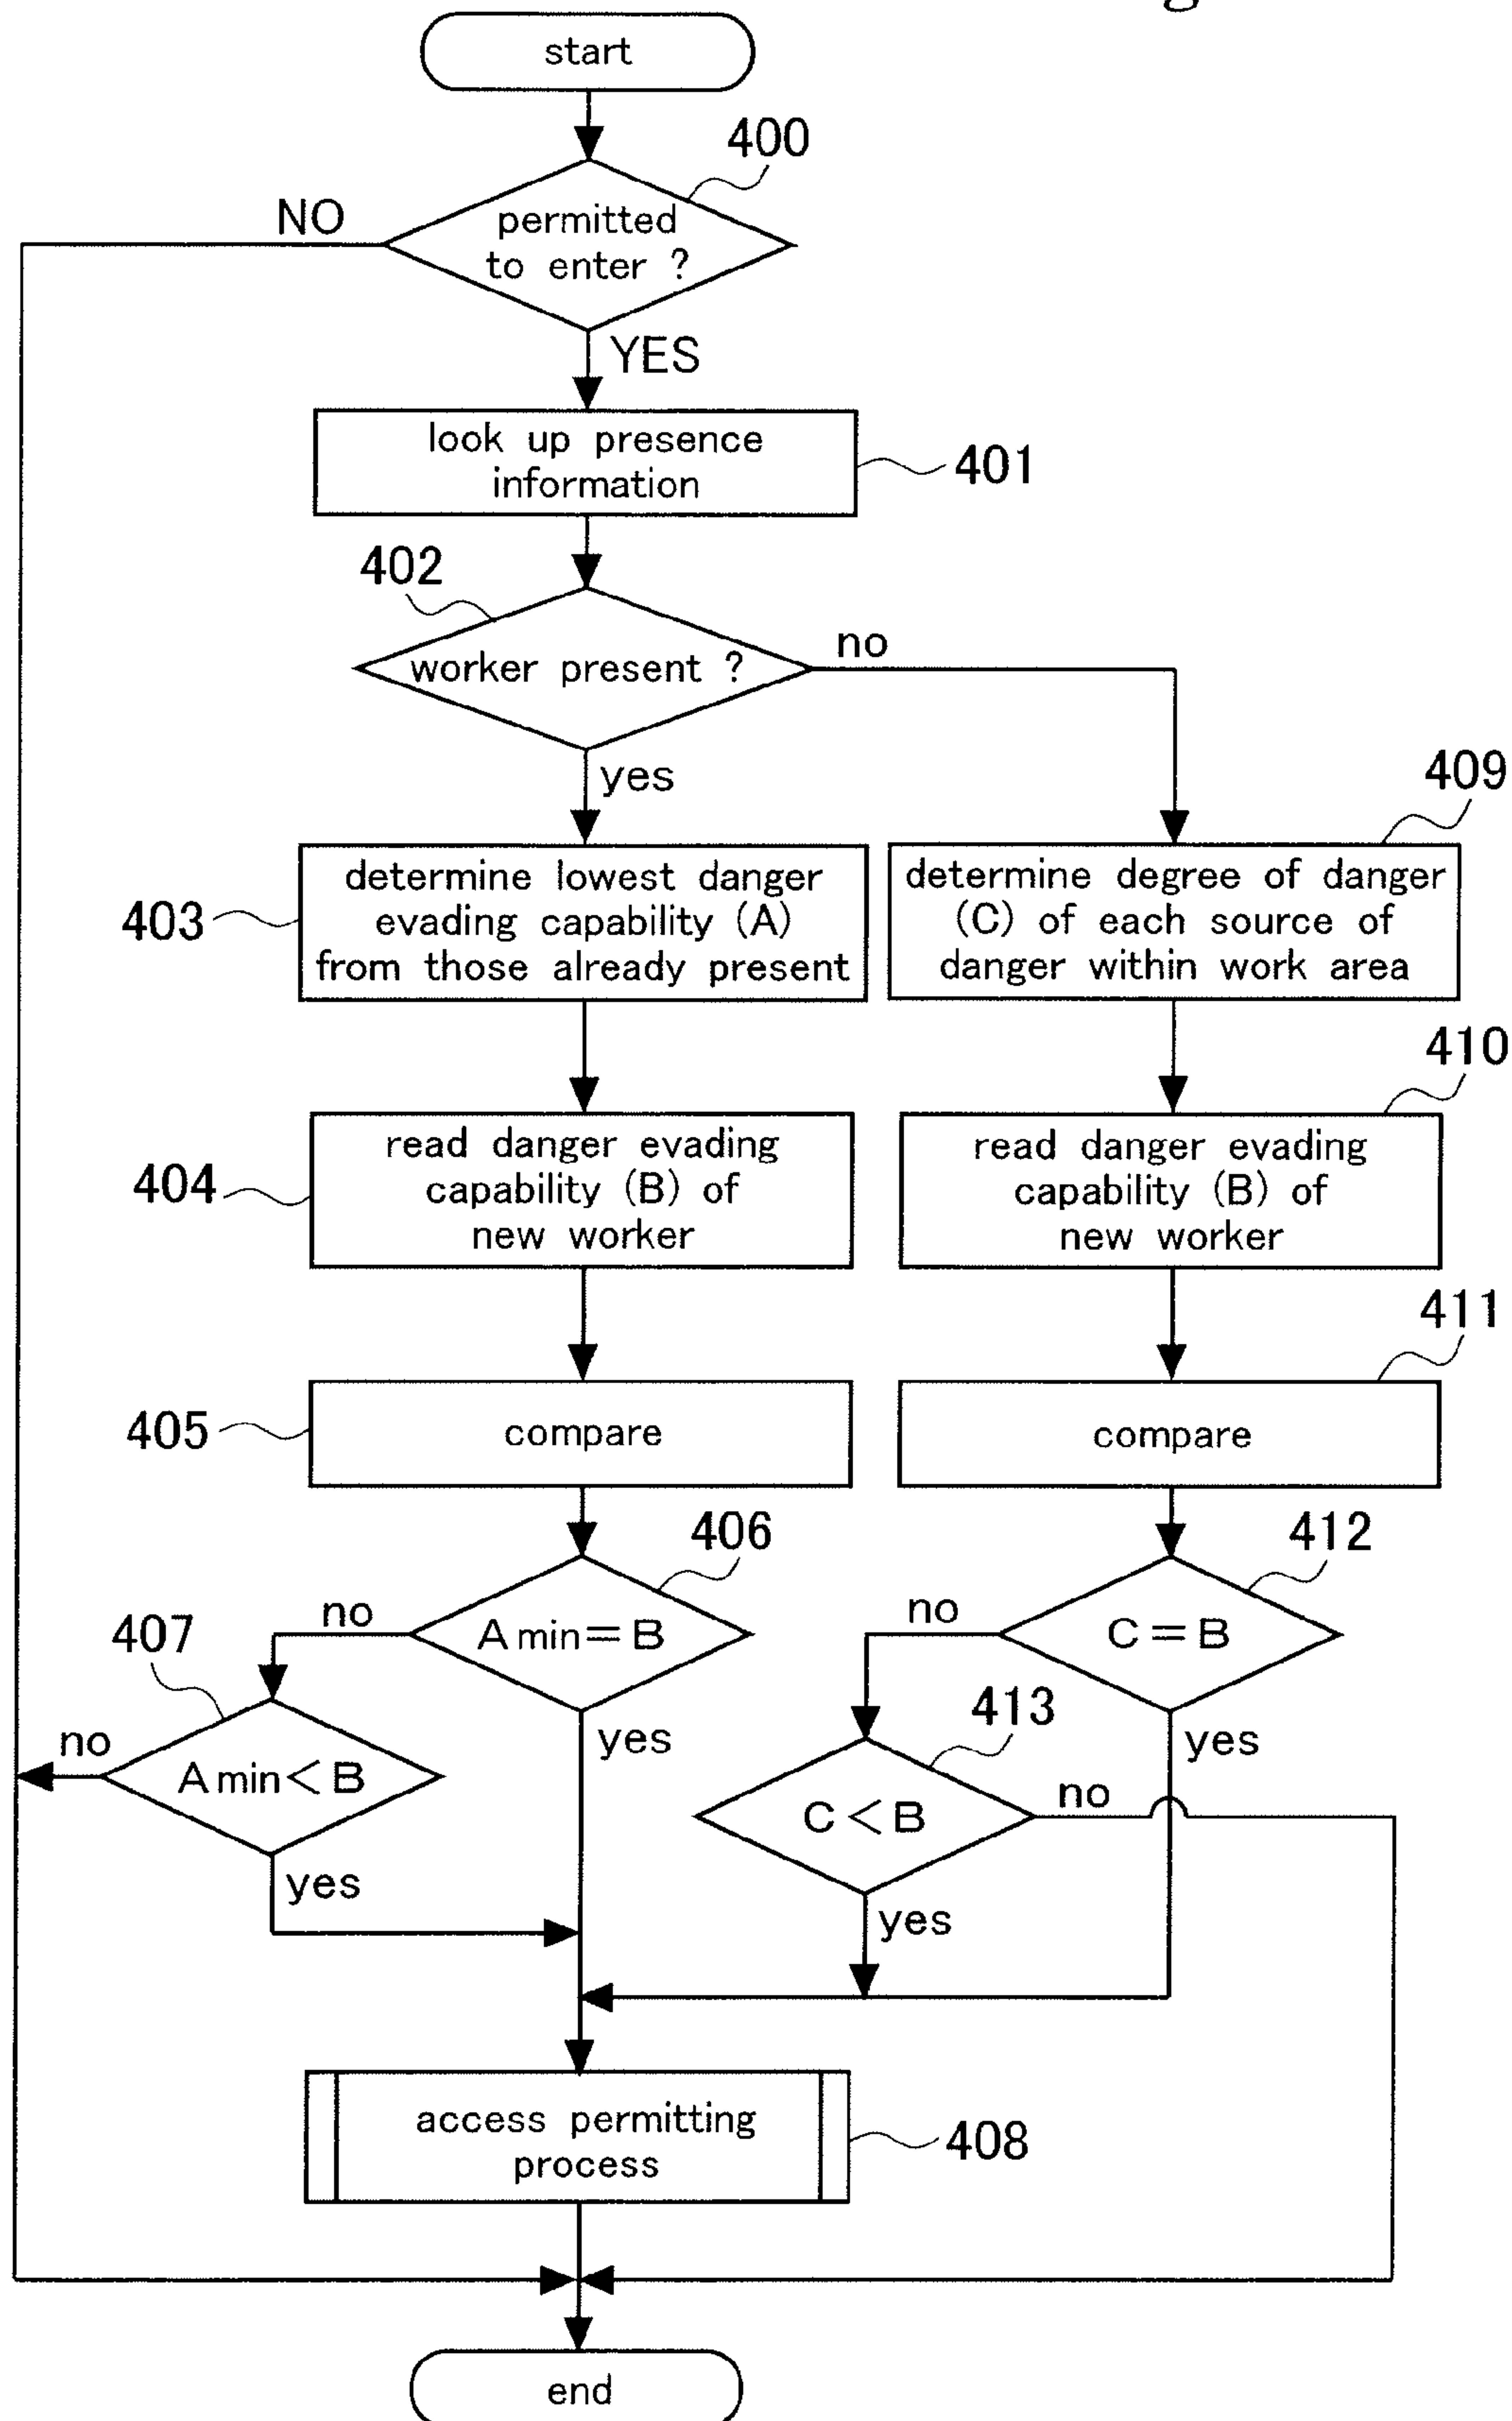 start
400
NO
permitted
to enter ?
YES
look up presence
information
401
402
worker present ?
no
yes
409
403
determine lowest danger
evading capability (A)
from those already present
determine degree of danger
(C) of each source of
danger within work area
410
404
read danger evading
capability (B) of
new worker
read danger evading
capability (B) of
new worker
411
405
compare
compare
406
412
407
no
A min=B
no
C=B
413
no
A min<B
yes
yes
C<B
no
yes
yes
access permitting
process
408
end